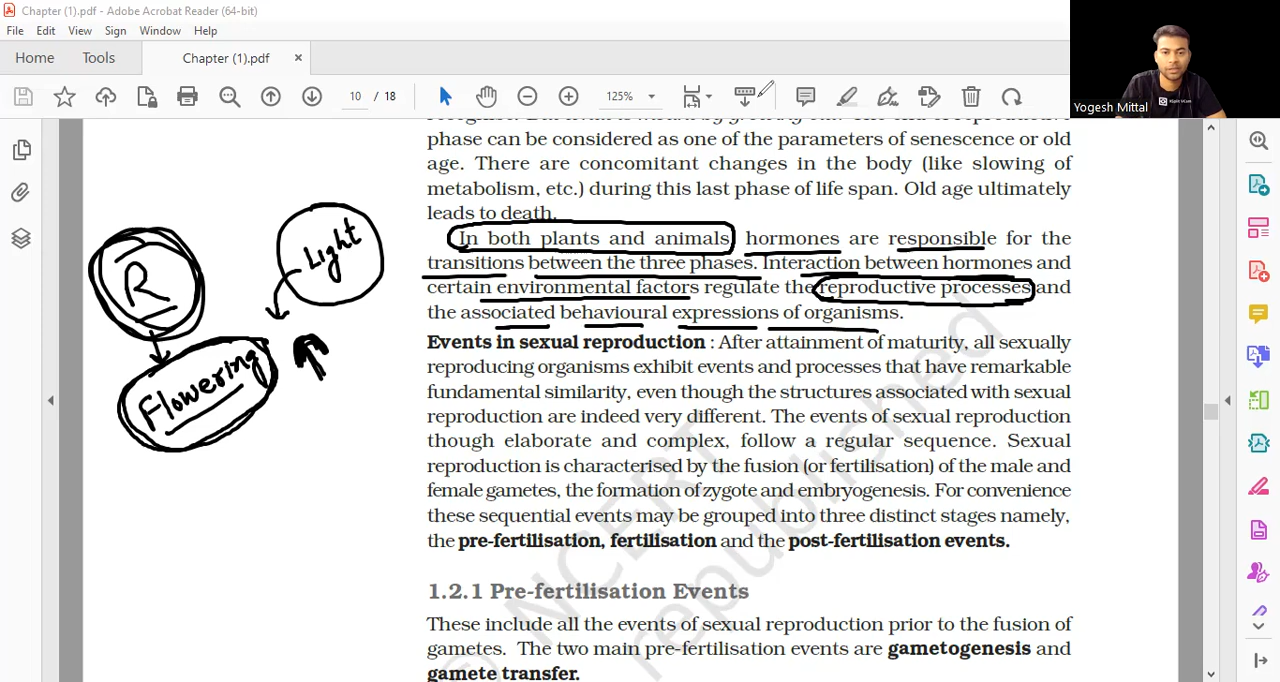 Chapter (1).pdf - Adobe Acrobat Reader (64-bit)
File Edit View Sign Window Help
Home Tools Chapter (1).pdf ×
10 / 18 125%
Yogesh Mittal
phase can be considered as one of the parameters of senescence or old
age. There are concomitant changes in the body (like slowing of
metabolism, etc.) during this last phase of life span. Old age ultimately
leads to death.
In both plants and animals, hormones are responsible for the
transitions between the three phases. Interaction between hormones and
certain environmental factors regulate the reproductive processes and
the associated behavioural expressions of organisms.
R
Light
Flowering
Events in sexual reproduction : After attainment of maturity, all sexually
reproducing organisms exhibit events and processes that have remarkable
fundamental similarity, even though the structures associated with sexual
reproduction are indeed very different. The events of sexual reproduction
though elaborate and complex, follow a regular sequence. Sexual
reproduction is characterised by the fusion (or fertilisation) of the male and
female gametes, the formation of zygote and embryogenesis. For convenience
these sequential events may be grouped into three distinct stages namely,
the pre-fertilisation, fertilisation and the post-fertilisation events.
1.2.1 Pre-fertilisation Events
These include all the events of sexual reproduction prior to the fusion of
gametes. The two main pre-fertilisation events are gametogenesis and
gamete transfer.
© NCERT
republished